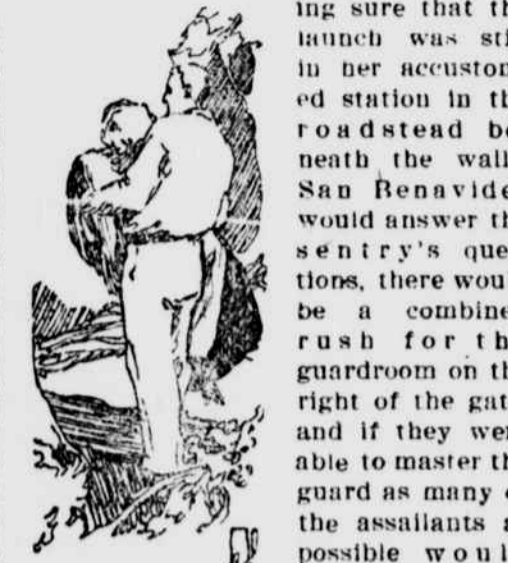 ing sure that th
launch was sti
in her accustom
ed station in th
roadstead be
neath the wall
San Benavide
would answer th
sentry's ques
tions, there woul
be a combine
rush for th
guardroom on th
right of the gat
and if they wer
able to master th
guard as many o
the assailants a
possible woul